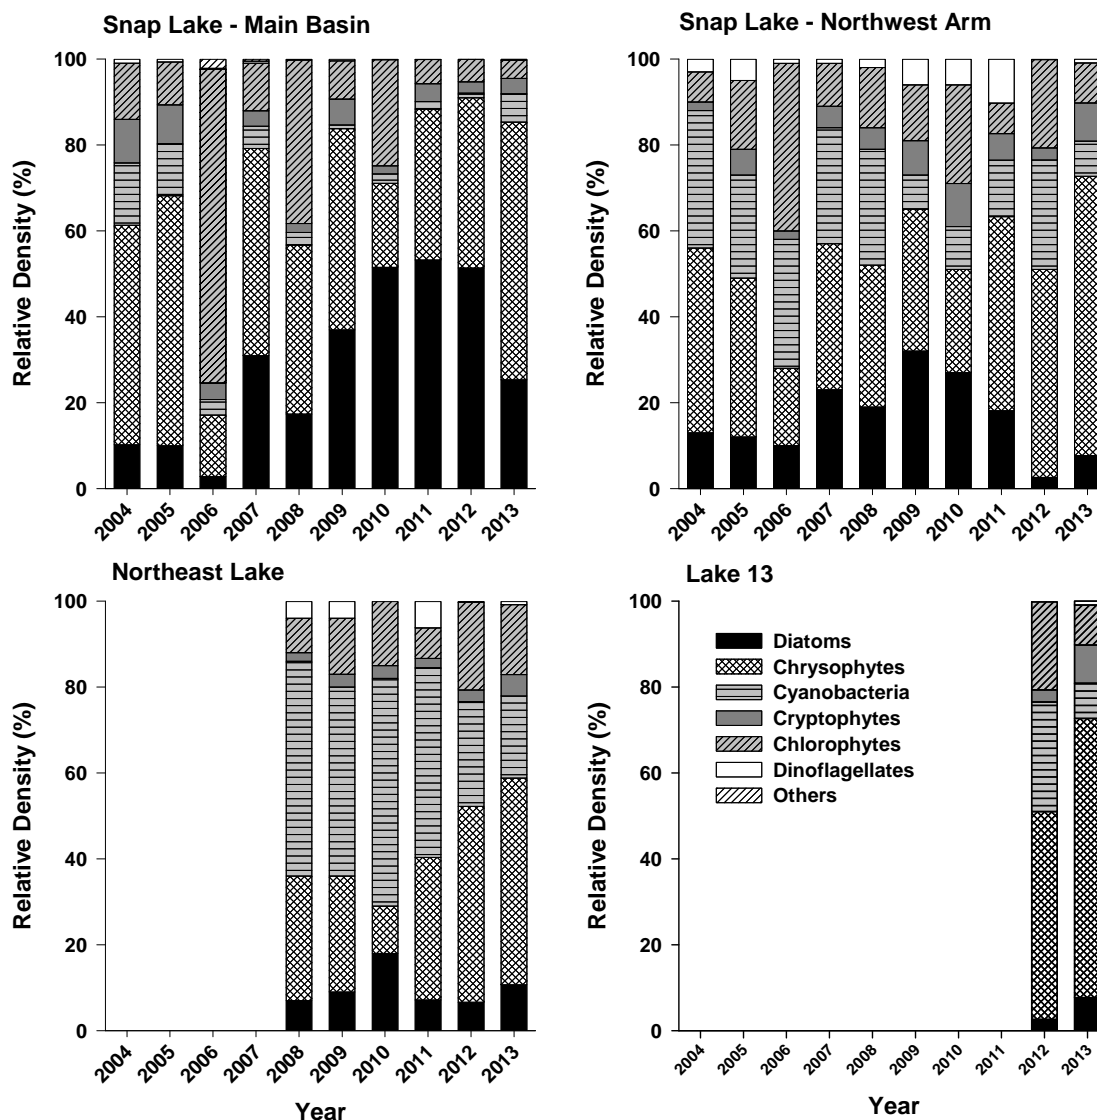 Snap Lake - Main Basin
Relative Density (%)
100
80
60
40
20
0
2004 2005 2006 2007 2008 2009 2010 2011 2012 2013
Snap Lake - Northwest Arm
Relative Density (%)
100
80
60
40
20
0
2004 2005 2006 2007 2008 2009 2010 2011 2012 2013
Northeast Lake
Relative Density (%)
100
80
60
40
20
0
2004 2005 2006 2007 2008 2009 2010 2011 2012 2013
Year
Lake 13
Relative Density (%)
100
80
60
40
20
0
Diatoms
Chrysophytes
Cyanobacteria
Cryptophytes
Chlorophytes
Dinoflagellates
Others
2004 2005 2006 2007 2008 2009 2010 2011 2012 2013
Year